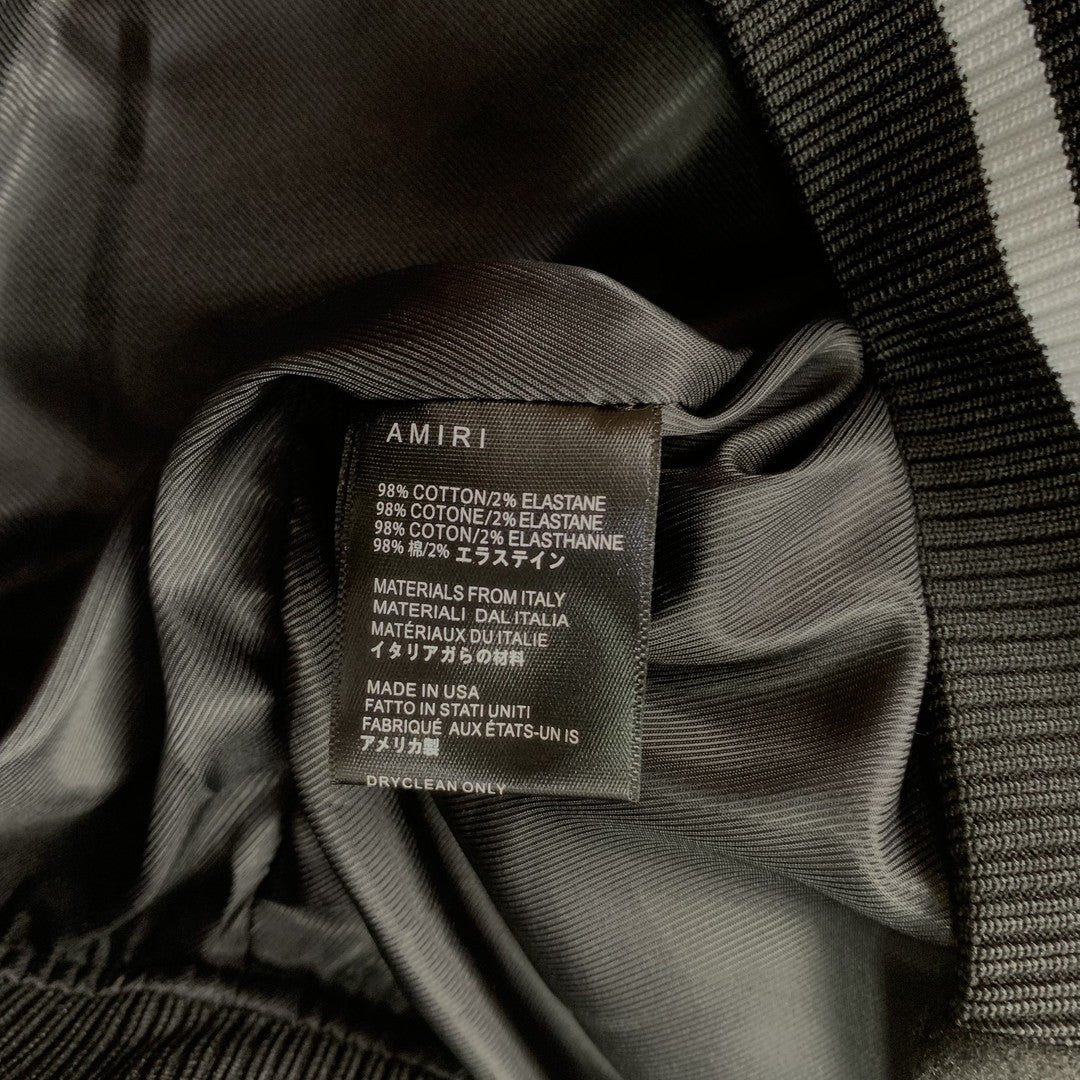 AMIRI
98% COTTON/2% ELASTANE
98% COTONE/2% ELASTANE
98% COTON/2% ELASTHANNE
98% 棉/2% エラステイン
MATERIALS FROM ITALY
MATERIALI DAL ITALIA
MATÉRIAUX DU ITALIE
イタリアガらの材料
MADE IN USA
FATTO IN STATI UNITI
FABRIQUÉ AUX ÉTATS-UN IS
アメリカ製
DRYCLEAN ONLY